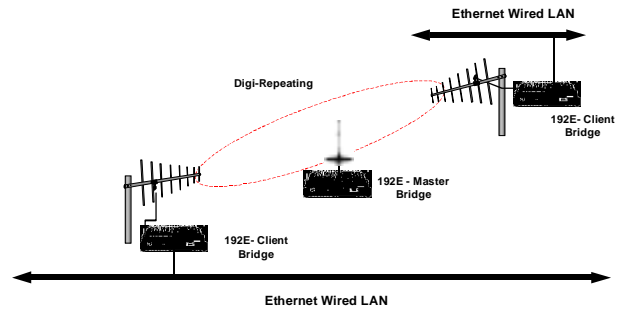 Ethernet Wired LAN
Digi-Repeating
192E- Client
Bridge
192E - Master
Bridge
192E- Client
Bridge
Ethernet Wired LAN